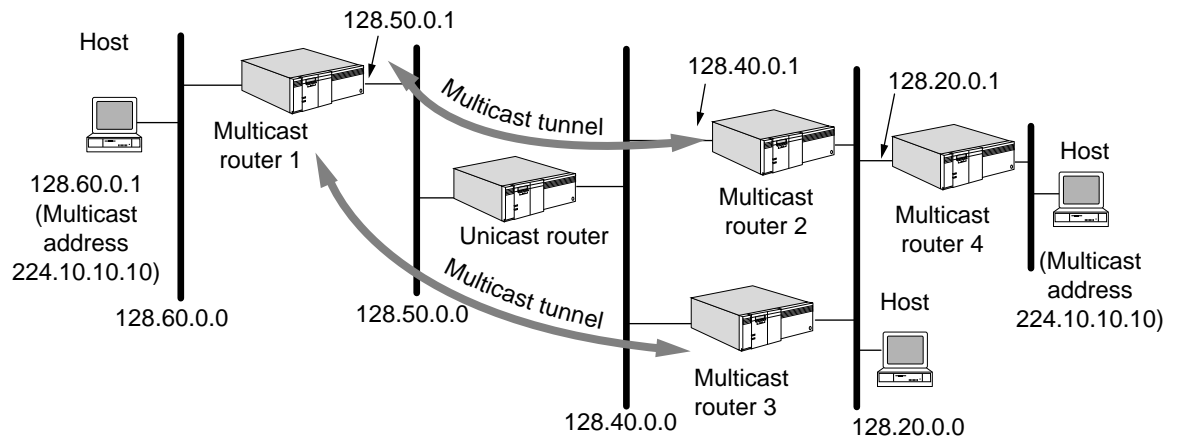 128.50.0.1
Host
128.40.0.1
128.20.0.1
Multicast tunnel
Multicast
router 1
Host
128.60.0.1
(Multicast
address
224.10.10.10)
Unicast router
Multicast
router 2
Multicast
router 4
(Multicast
address
224.10.10.10)
Multicast tunnel
Host
128.60.0.0
128.50.0.0
Multicast
router 3
128.40.0.0
128.20.0.0